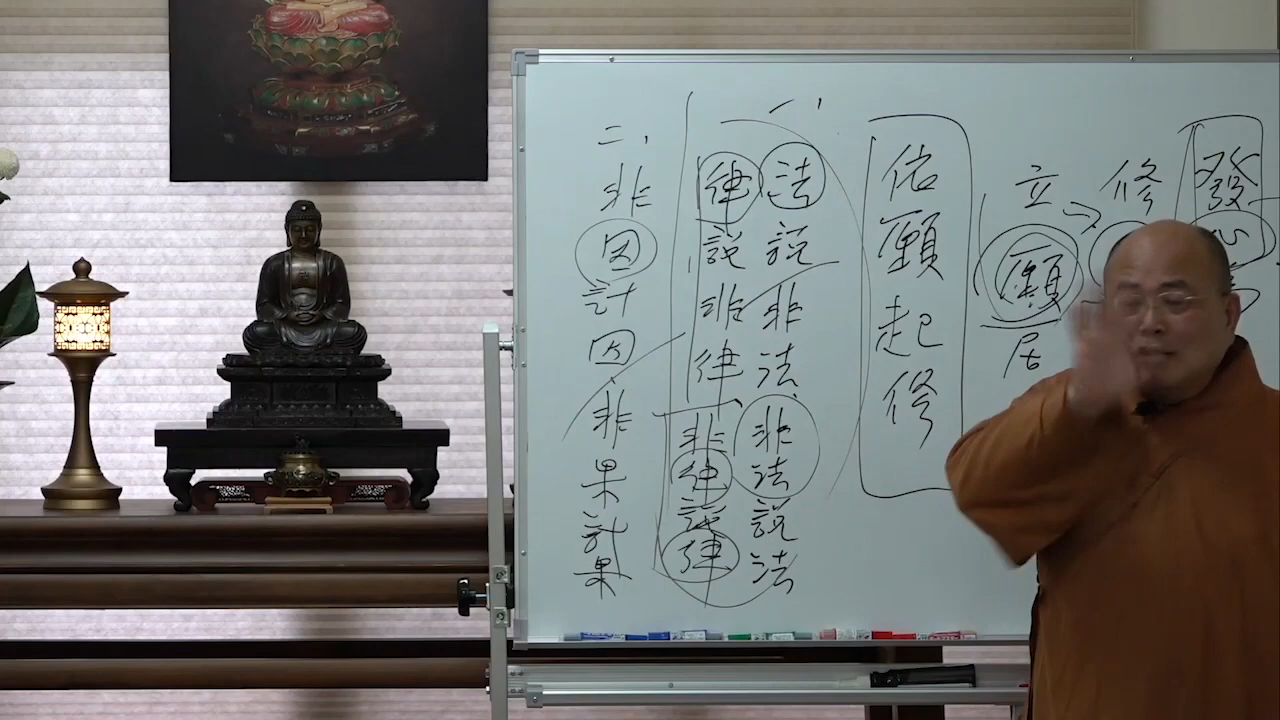 發心
修
立願居
依願起修
一、
法說非法、非法說法
律說非律、非律說律
二、非因計因、非果計果